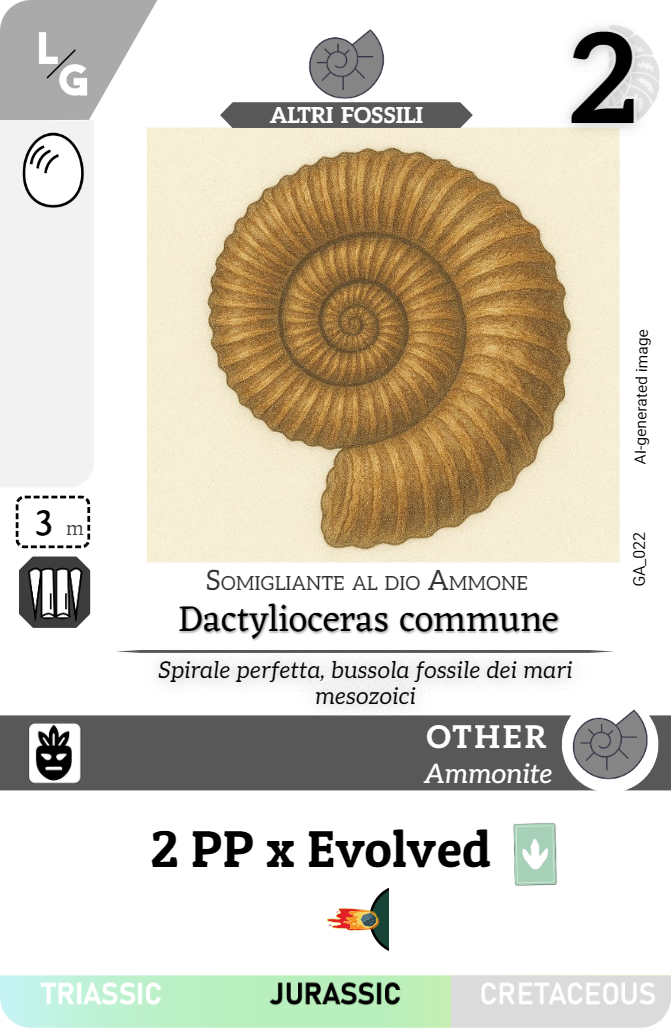 L/G
2
ALTRI FOSSILI
AI-generated image
3 m
GA_022
Somigliante al dio Ammone
Dactylioceras commune
Spirale perfetta, bussola fossile dei mari
mesozoici
OTHER
Ammonite
2 PP x Evolved
TRIASSIC JURASSIC CRETACEOUS